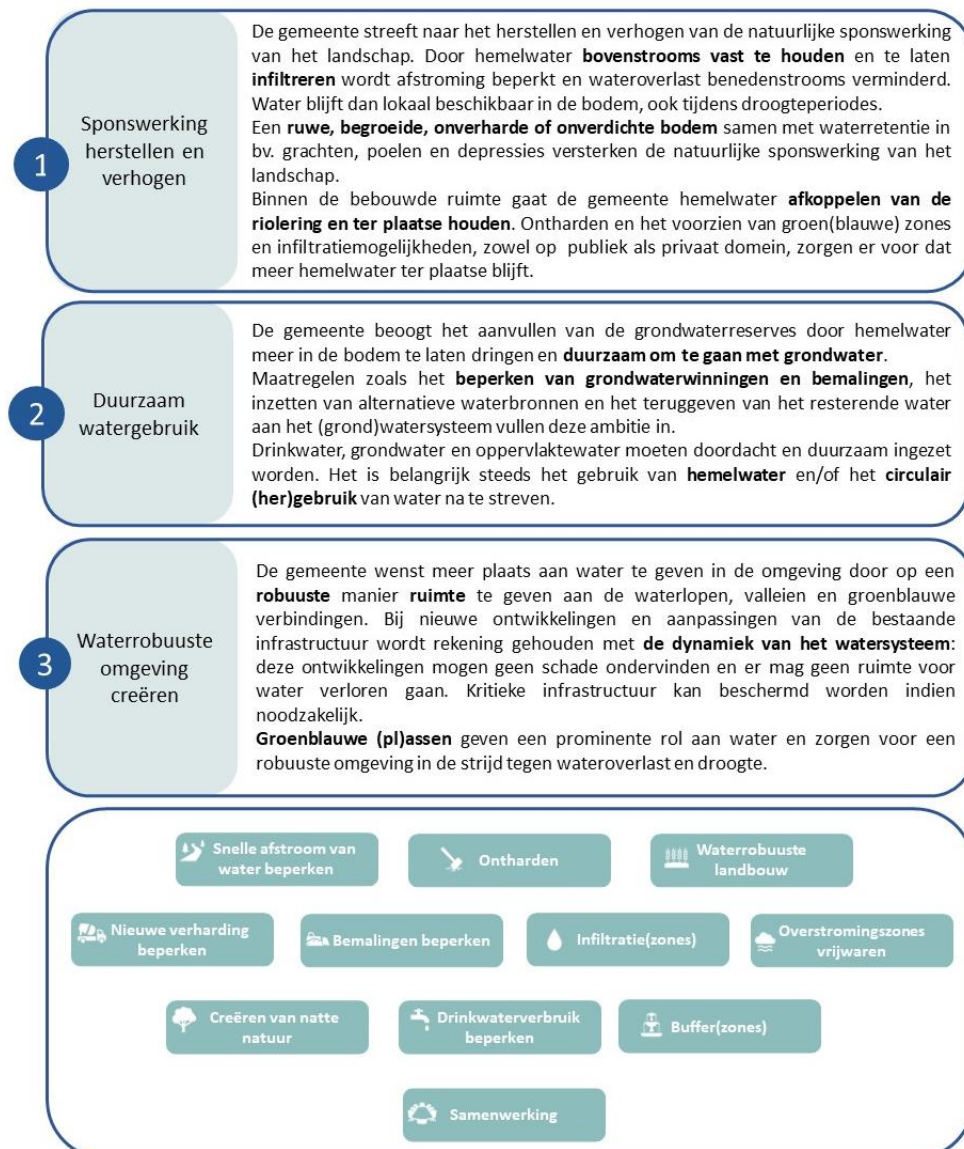 1
Sponswerking
herstellen en
verhogen
De gemeente streeft naar het herstellen en verhogen van de natuurlijke sponswerking
van het landschap. Door hemelwater bovenstrooms vast te houden en te laten
infiltreren wordt afstroming beperkt en wateroverlast benedenstrooms verminderd.
Water blijft dan lokaal beschikbaar in de bodem, ook tijdens droogteperiodes.
Een ruwe, begroeide, onverharde of onverdichte bodem samen met waterretentie in
bv. grachten, poelen en depressies versterken de natuurlijke sponswerking van het
landschap.
Binnen de bebouwde ruimte gaat de gemeente hemelwater afkoppelen van de
riolering en ter plaatse houden. Ontharden en het voorzien van groen(blauwe) zones
en infiltratiemogelijkheden, zowel op publiek als privaat domein, zorgen er voor dat
meer hemelwater ter plaatse blijft.
2
Duurzaam
watergebruik
De gemeente beoogt het aanvullen van de grondwaterreserves door hemelwater
meer in de bodem te laten dringen en duurzaam om te gaan met grondwater.
Maatregelen zoals het beperken van grondwaterwinningen en bemalingen, het
inzetten van alternatieve waterbronnen en het teruggeven van het resterende water
aan het (grond)watersysteem vullen deze ambitie in.
Drinkwater, grondwater en oppervlaktewater moeten doordacht en duurzaam ingezet
worden. Het is belangrijk steeds het gebruik van hemelwater en/of het circulair
(her)gebruik van water na te streven.
3
Waterrobuuste
omgeving
creëren
De gemeente wenst meer plaats aan water te geven in de omgeving door op een
robuuste manier ruimte te geven aan de waterlopen, valleien en groenblauwe
verbindingen. Bij nieuwe ontwikkelingen en aanpassingen van de bestaande
infrastructuur wordt rekening gehouden met de dynamiek van het watersysteem:
deze ontwikkelingen mogen geen schade ondervinden en er mag geen ruimte voor
water verloren gaan. Kritieke infrastructuur kan beschermd worden indien
noodzakelijk.
Groenblauwe (pl)assen geven een prominente rol aan water en zorgen voor een
robuuste omgeving in de strijd tegen wateroverlast en droogte.
Snelle afstroom van
water beperken
Ontharden
Waterrobuuste
landbouw
Nieuwe verharding
beperken
Bemalingen beperken
Infiltratie(zones)
Overstromingszones
vrijwaren
Creëren van natte
natuur
Drinkwaterverbruik
beperken
Buffer(zones)
Samenwerking